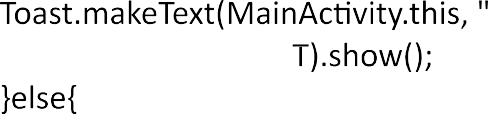 Toast.makeText(MainActivity.this, "
T).show();
}else{